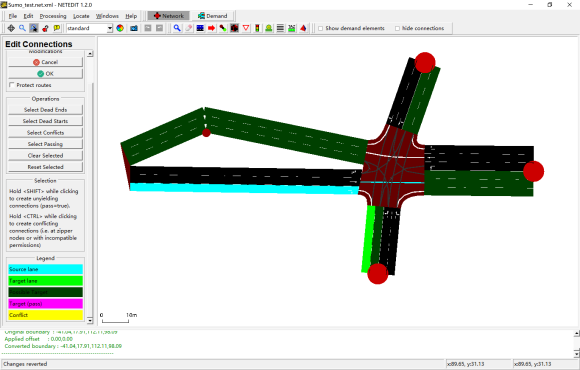 Sumo_test.net.xml - NETEDIT 1.2.0
File Edit Processing Locate Windows Help Network Demand
standard Show demand elements hide connections
Edit Connections
Modifications
Cancel
OK
Protect routes
Operations
Select Dead Ends
Select Dead Starts
Select Conflicts
Select Passing
Clear Selected
Reset Selected
Selection
Hold <SHIFT> while clicking
to create unyielding
connections (pass=true).
Hold <CTRL> while clicking
to create conflicting
connections (i.e. at zipper
nodes or with incompatible
permissions)
Legend
Source lane
Target lane
Target (pass)
Conflict
0 10m
Original boundary : -41.04,17.91,112.11,98.09
Applied offset : 0.00,0.00
Converted boundary : -41.04,17.91,112.11,98.09
Changes reverted x:89.65, y:31.13 x:89.65, y:31.13